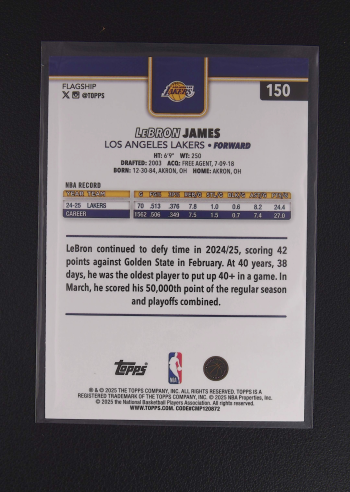 FLAGSHIP
@TOPPS
LAKERS
150
LeBRON JAMES
LOS ANGELES LAKERS • FORWARD
HT: 6'9" WT: 250
DRAFTED: 2003 ACQ: FREE AGENT, 7-09-18
BORN: 12-30-84, AKRON, OH HOME: AKRON, OH
NBA RECORD
24-25 LAKERS 70 .513 .376 7.8 1.0 0.6 8.2 24.4
CAREER 1562 .506 .349 7.5 1.5 0.7 7.4 27.0
LeBron continued to defy time in 2024/25, scoring 42
points against Golden State in February. At 40 years, 38
days, he was the oldest player to put up 40+ in a game. In
March, he scored his 50,000th point of the regular season
and playoffs combined.
topps
NBA
® & © 2025 THE TOPPS COMPANY, INC. ALL RIGHTS RESERVED. TOPPS IS A
REGISTERED TRADEMARK OF THE TOPPS COMPANY, INC. © 2025 NBA Properties, Inc.
© 2025 National Basketball Players Association. All rights reserved.
WWW.TOPPS.COM CODE#CMP120872